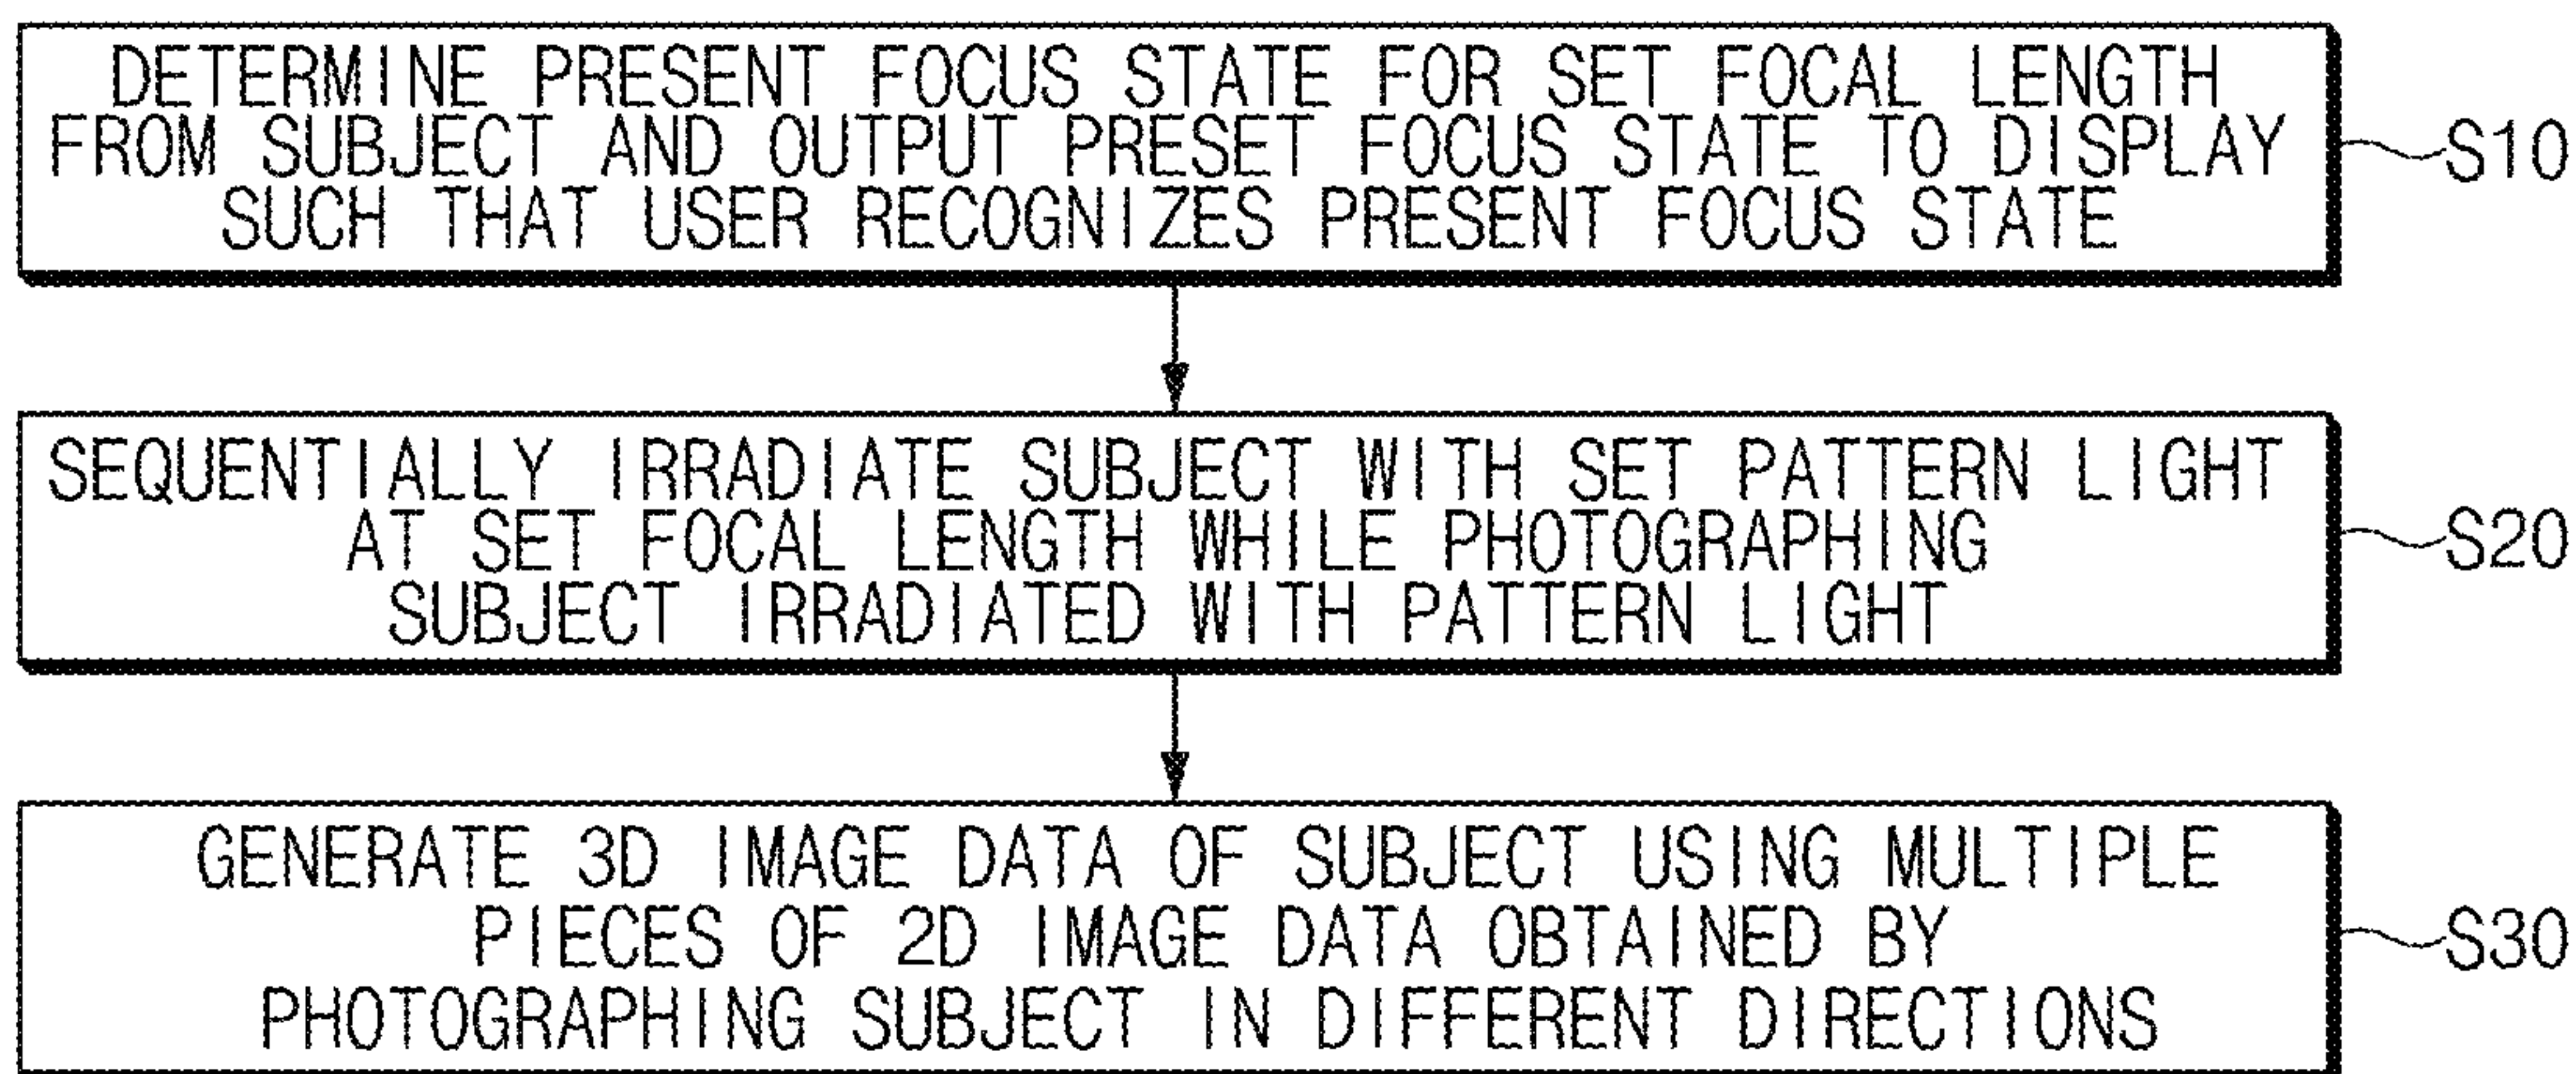 DETERMINE PRESENT FOCUS STATE FOR SET FOCAL LENGTH
FROM SUBJECT AND OUTPUT PRESET FOCUS STATE TO DISPLAY
SUCH THAT USER RECOGNIZES PRESENT FOCUS STATE
S10
SEQUENTIALLY IRRADIATE SUBJECT WITH SET PATTERN LIGHT
AT SET FOCAL LENGTH WHILE PHOTOGRAPHING
SUBJECT IRRADIATED WITH PATTERN LIGHT
S20
GENERATE 3D IMAGE DATA OF SUBJECT USING MULTIPLE
PIECES OF 2D IMAGE DATA OBTAINED BY
PHOTOGRAPHING SUBJECT IN DIFFERENT DIRECTIONS
S30